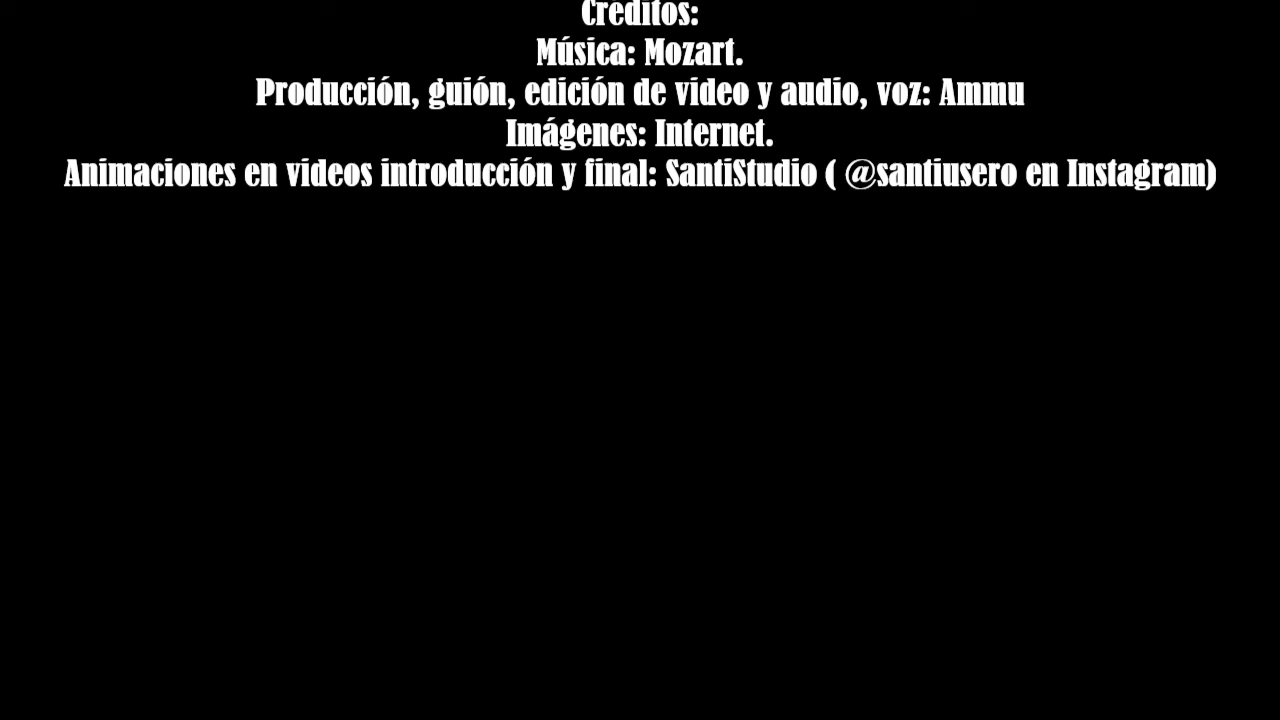 Créditos:
Música: Mozart.
Producción, guión, edición de video y audio, voz: Ammu
Imágenes: Internet.
Animaciones en videos introducción y final: SantiStudio ( @santiusero en Instagram)